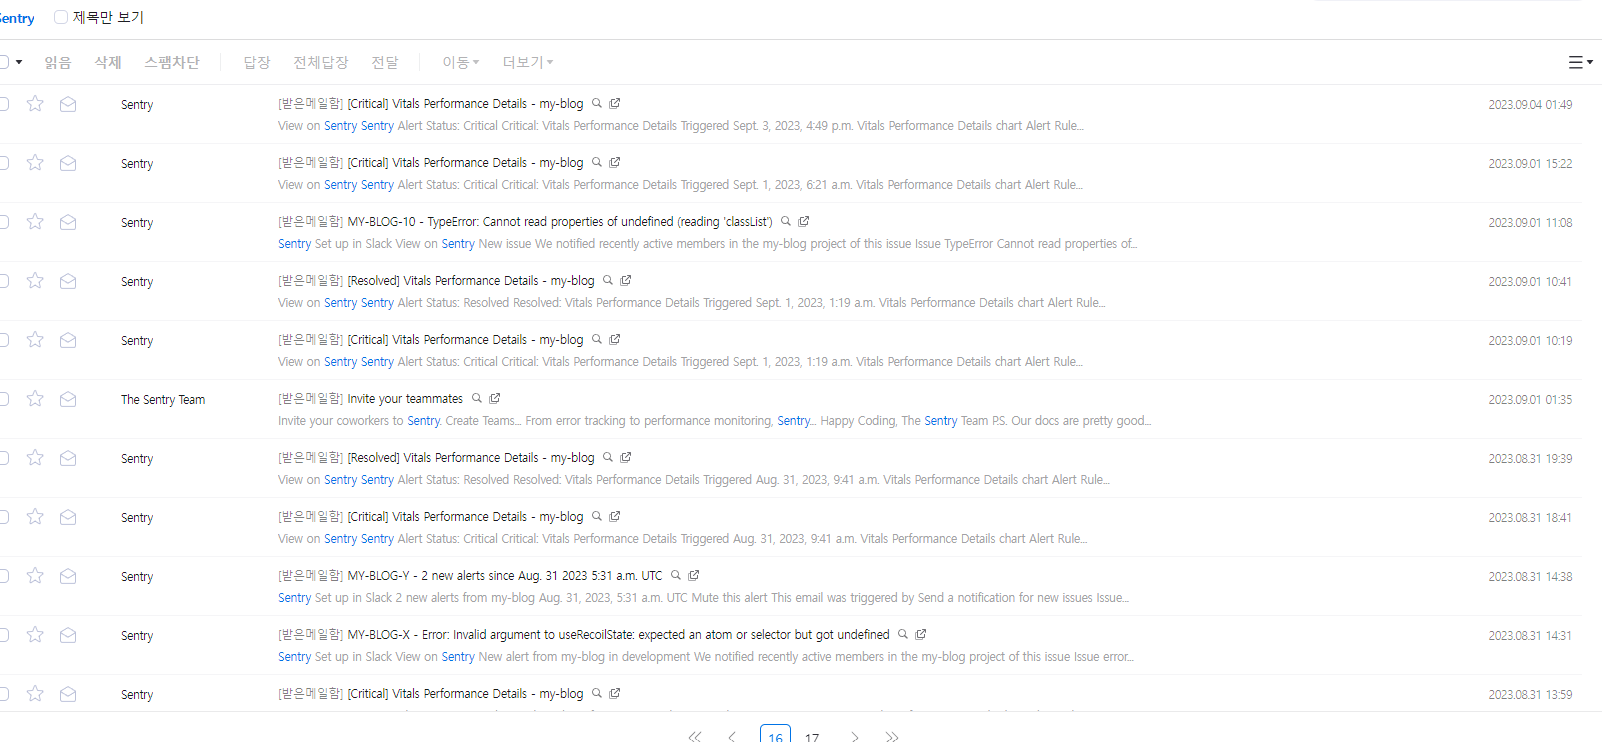 Sentry 제목만 보기
읽음 삭제 스팸차단 답장 전체답장 전달 이동 더보기
Sentry [받은메일함] [Critical] Vitals Performance Details - my-blog 2023.09.04 01:49
View on Sentry Sentry Alert Status: Critical Critical: Vitals Performance Details Triggered Sept. 3, 2023, 4:49 p.m. Vitals Performance Details chart Alert Rule...
Sentry [받은메일함] [Critical] Vitals Performance Details - my-blog 2023.09.01 15:22
View on Sentry Sentry Alert Status: Critical Critical: Vitals Performance Details Triggered Sept. 1, 2023, 6:21 a.m. Vitals Performance Details chart Alert Rule...
Sentry [받은메일함] MY-BLOG-10 - TypeError: Cannot read properties of undefined (reading 'classList') 2023.09.01 11:08
Sentry Set up in Slack View on Sentry New issue We notified recently active members in the my-blog project of this issue Issue TypeError Cannot read properties of...
Sentry [받은메일함] [Resolved] Vitals Performance Details - my-blog 2023.09.01 10:41
View on Sentry Sentry Alert Status: Resolved Resolved: Vitals Performance Details Triggered Sept. 1, 2023, 1:19 a.m. Vitals Performance Details chart Alert Rule...
Sentry [받은메일함] [Critical] Vitals Performance Details - my-blog 2023.09.01 10:19
View on Sentry Sentry Alert Status: Critical Critical: Vitals Performance Details Triggered Sept. 1, 2023, 1:19 a.m. Vitals Performance Details chart Alert Rule...
The Sentry Team [받은메일함] Invite your teammates 2023.09.01 01:35
Invite your coworkers to Sentry. Create Teams... From error tracking to performance monitoring, Sentry... Happy Coding, The Sentry Team P.S. Our docs are pretty good...
Sentry [받은메일함] [Resolved] Vitals Performance Details - my-blog 2023.08.31 19:39
View on Sentry Sentry Alert Status: Resolved Resolved: Vitals Performance Details Triggered Aug. 31, 2023, 9:41 a.m. Vitals Performance Details chart Alert Rule...
Sentry [받은메일함] [Critical] Vitals Performance Details - my-blog 2023.08.31 18:41
View on Sentry Sentry Alert Status: Critical Critical: Vitals Performance Details Triggered Aug. 31, 2023, 9:41 a.m. Vitals Performance Details chart Alert Rule...
Sentry [받은메일함] MY-BLOG-Y - 2 new alerts since Aug. 31 2023 5:31 a.m. UTC 2023.08.31 14:38
Sentry Set up in Slack 2 new alerts from my-blog Aug. 31, 2023, 5:31 a.m. UTC Mute this alert This email was triggered by Send a notification for new issues Issue...
Sentry [받은메일함] MY-BLOG-X - Error: Invalid argument to useRecoilState: expected an atom or selector but got undefined 2023.08.31 14:31
Sentry Set up in Slack View on Sentry New alert from my-blog in development We notified recently active members in the my-blog project of this issue Issue error...
Sentry [받은메일함] [Critical] Vitals Performance Details - my-blog 2023.08.31 13:59
16 17